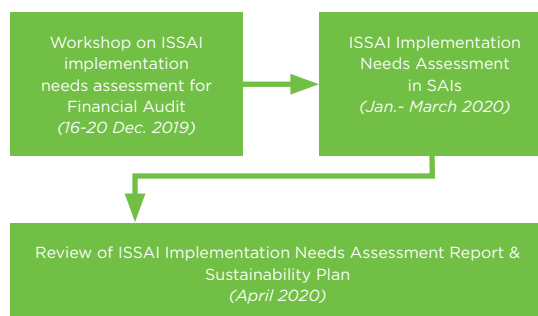 Workshop on ISSAI
implementation
needs assessment for
Financial Audit
(16-20 Dec. 2019)
ISSAI Implementation
Needs Assessment
in SAIs
(Jan.- March 2020)
Review of ISSAI Implementation Needs Assessment Report &
Sustainability Plan
(April 2020)